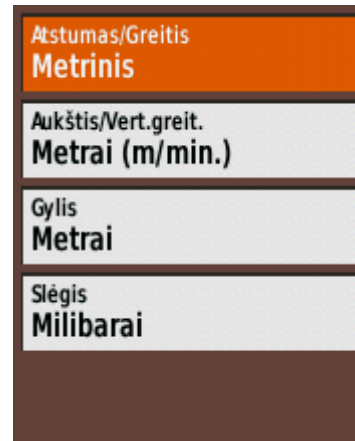 Atstumas/Greitis
Metrinis
Aukštis/Vert.greit.
Metrai (m/min.)
Gylis
Metrai
Slėgis
Milibarai